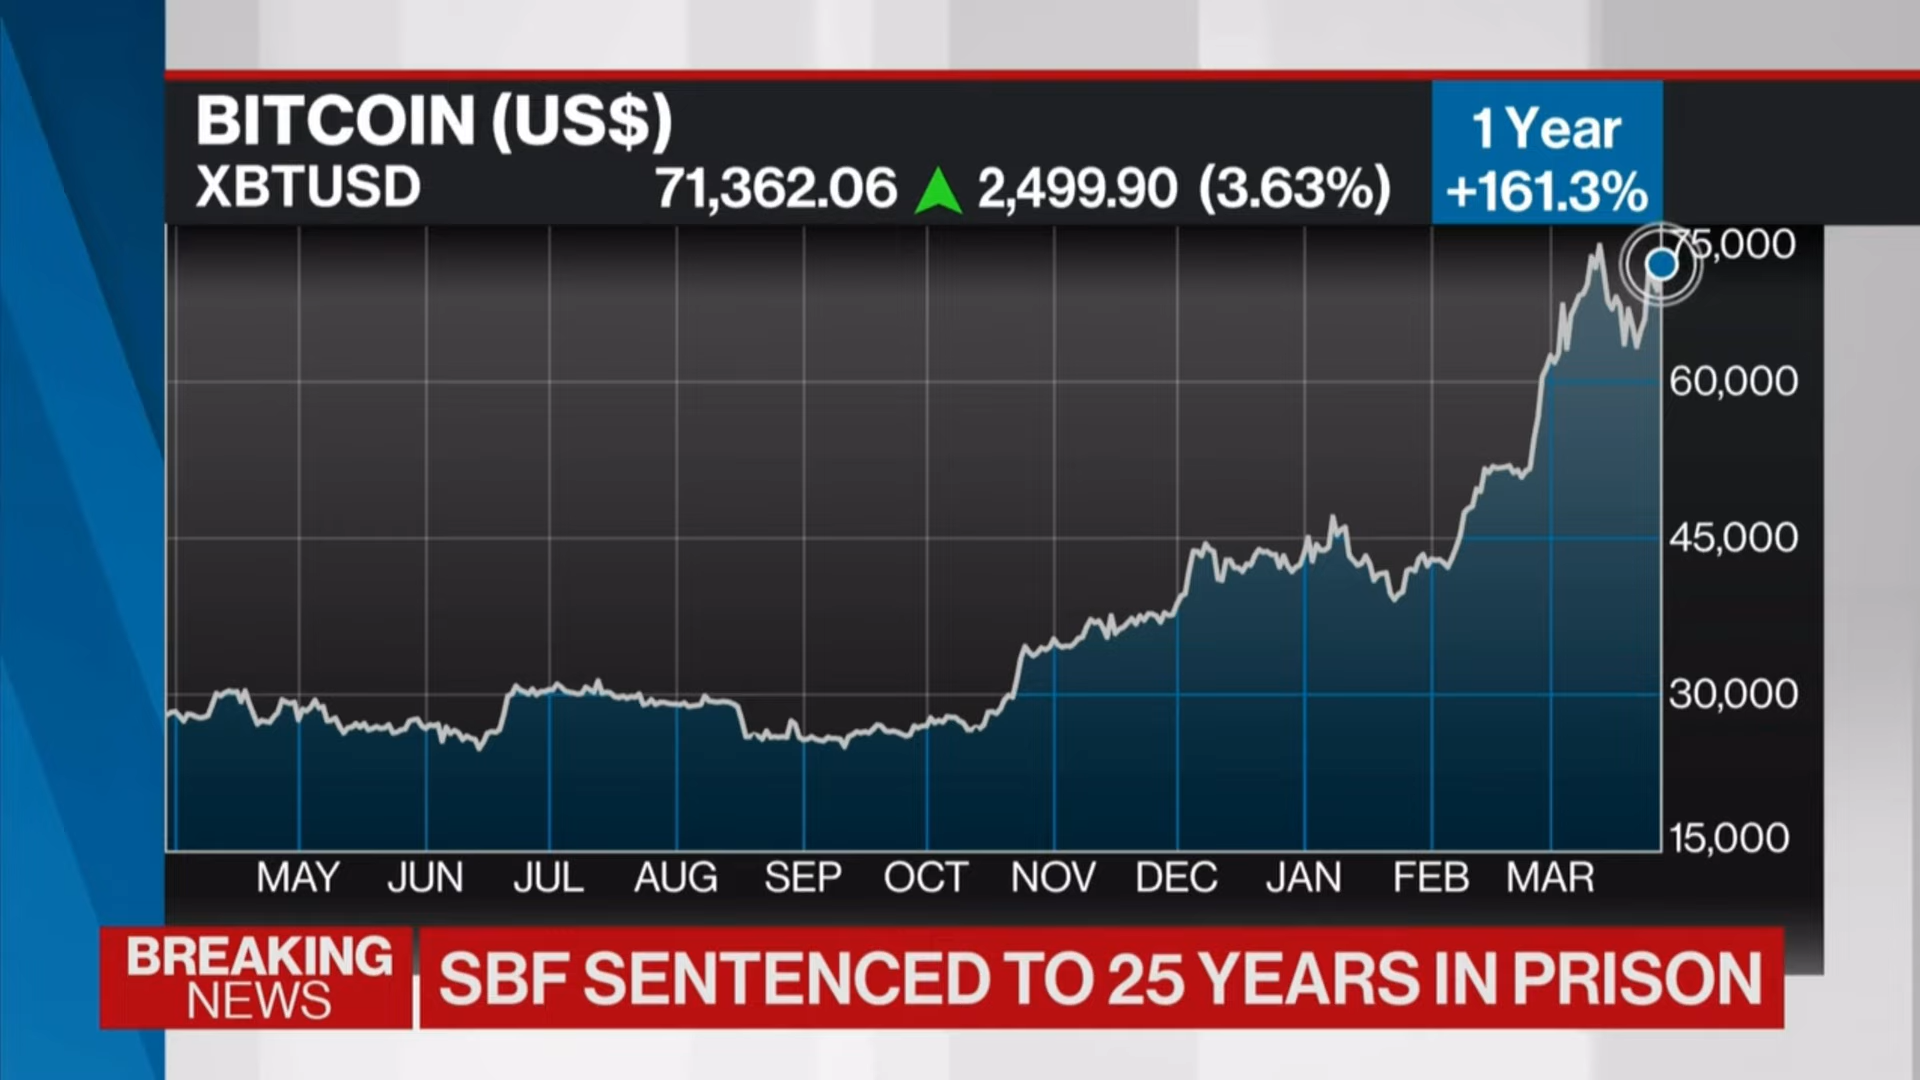 BITCOIN (US$)
XBTUSD 71,362.06 ▲ 2,499.90 (3.63%)
1 Year
+161.3%
75,000
60,000
45,000
30,000
15,000
MAY JUN JUL AUG SEP OCT NOV DEC JAN FEB MAR
BREAKING
NEWS
SBF SENTENCED TO 25 YEARS IN PRISON